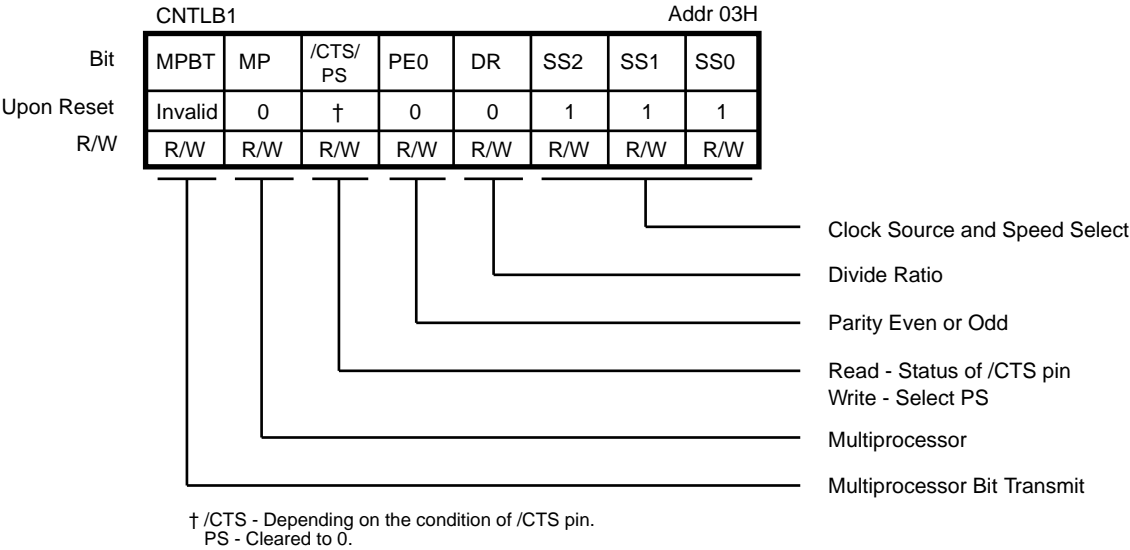 CNTLB1 Addr 03H
Bit MPBT MP /CTS/ PS PE0 DR SS2 SS1 SS0
Upon Reset Invalid 0 † 0 0 1 1 1
R/W R/W R/W R/W R/W R/W R/W R/W R/W
Clock Source and Speed Select
Divide Ratio
Parity Even or Odd
Read - Status of /CTS pin
Write - Select PS
Multiprocessor
Multiprocessor Bit Transmit
† /CTS - Depending on the condition of /CTS pin.
PS - Cleared to 0.